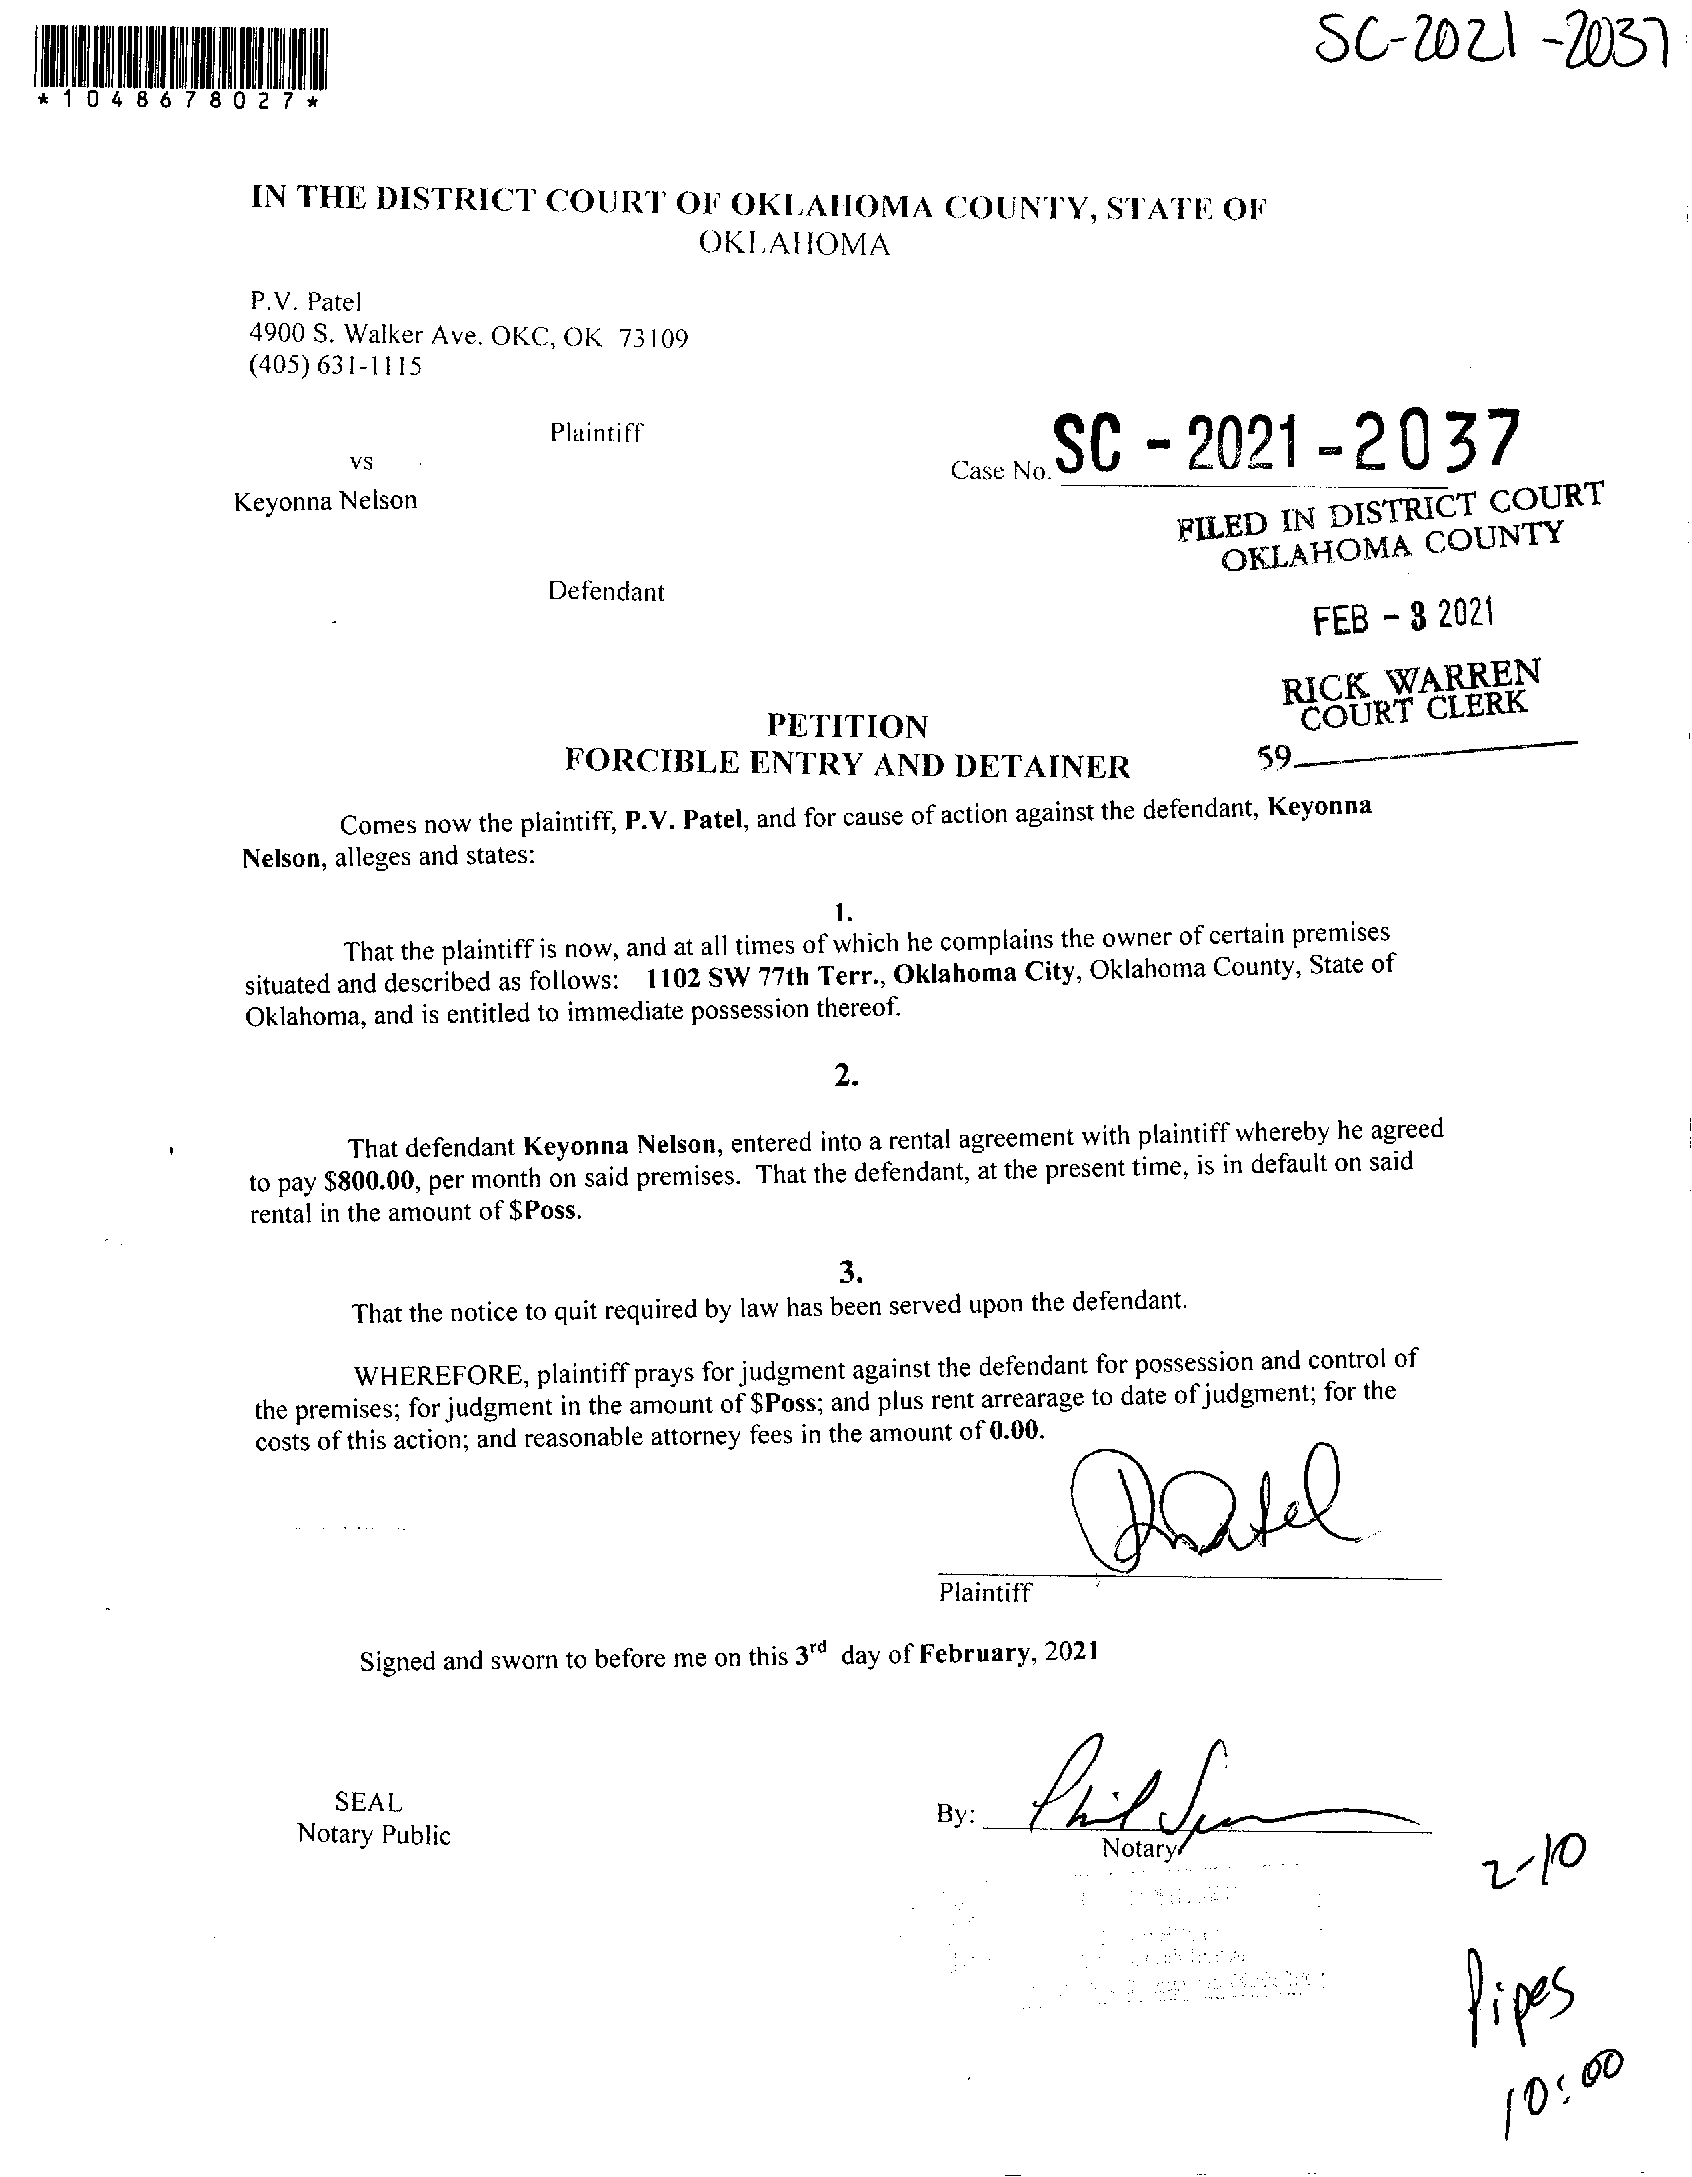 SC-2021-2037
*1048678027*
IN THE DISTRICT COURT OF OKLAHOMA COUNTY, STATE OF
OKLAHOMA
P.V. Patel
4900 S. Walker Ave. OKC, OK 73109
(405) 631-1115
Plaintiff
vs
Case No. SC - 2021 - 2037
Keyonna Nelson
FILED IN DISTRICT COURT
OKLAHOMA COUNTY
Defendant
FEB - 3 2021
RICK WARREN
COURT CLERK
59
PETITION
FORCIBLE ENTRY AND DETAINER
Comes now the plaintiff, P.V. Patel, and for cause of action against the defendant, Keyonna
Nelson, alleges and states:
1.
That the plaintiff is now, and at all times of which he complains the owner of certain premises
situated and described as follows: 1102 SW 77th Terr., Oklahoma City, Oklahoma County, State of
Oklahoma, and is entitled to immediate possession thereof.
2.
That defendant Keyonna Nelson, entered into a rental agreement with plaintiff whereby he agreed
to pay $800.00, per month on said premises. That the defendant, at the present time, is in default on said
rental in the amount of $Poss.
3.
That the notice to quit required by law has been served upon the defendant.
WHEREFORE, plaintiff prays for judgment against the defendant for possession and control of
the premises; for judgment in the amount of $Poss; and plus rent arrearage to date of judgment; for the
costs of this action; and reasonable attorney fees in the amount of 0.00.
Plaintiff
Signed and sworn to before me on this 3rd day of February, 2021
SEAL
Notary Public
By:
Notary
2-10
Pipes
10:00